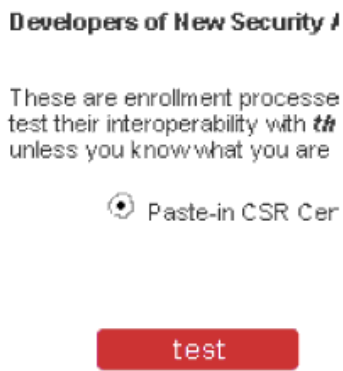 Developers of New Security
These are enrollment processe
test their interoperability with th
unless you know what you are
Paste-in CSR Cer
test